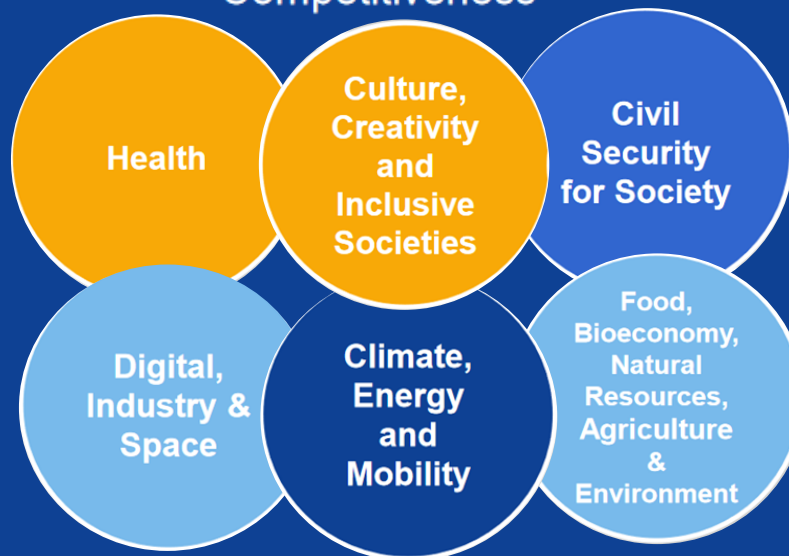 Competitiveness
Health
Culture,
Creativity
and
Inclusive
Societies
Civil
Security
for Society
Digital,
Industry &
Space
Climate,
Energy
and
Mobility
Food,
Bioeconomy,
Natural
Resources,
Agriculture
&
Environment